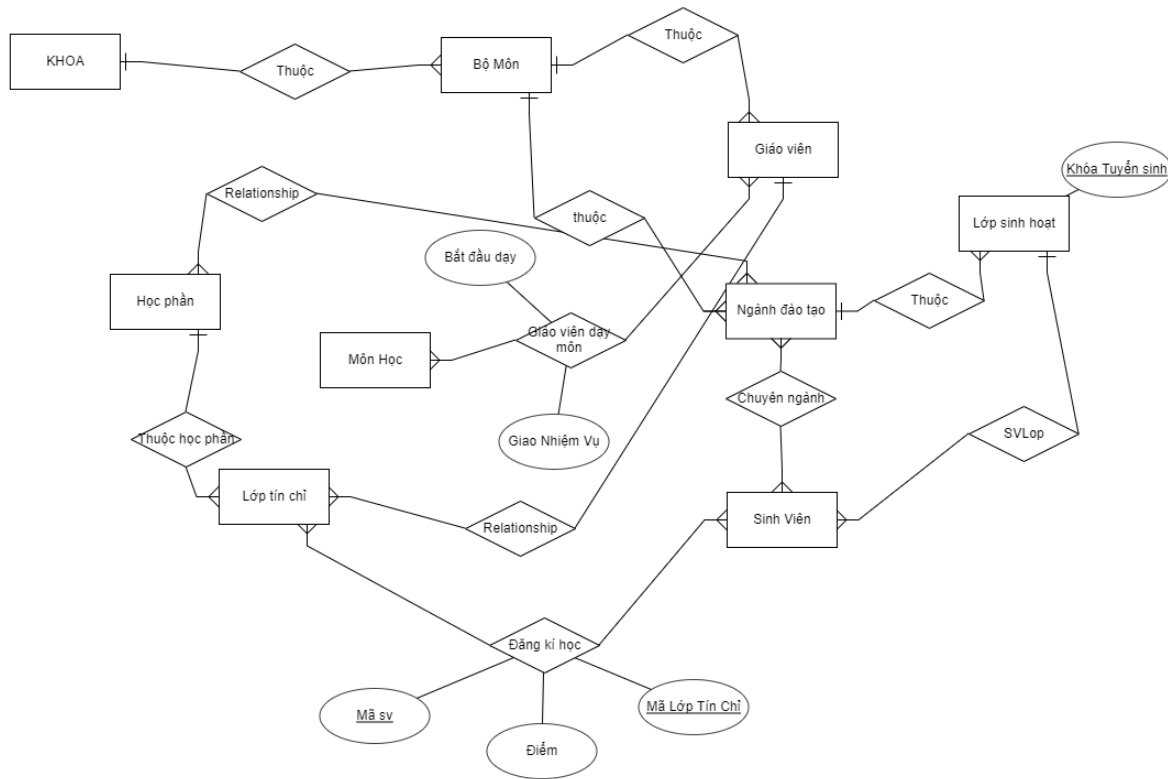 Thuộc
KHOA
Thuộc
Bộ Môn
Giáo viên
Khóa Tuyển sinh
Relationship
thuộc
Lớp sinh hoạt
Bắt đầu dạy
Học phần
Ngành đào tạo
Thuộc
Giáo viên dạy
môn
Môn Học
Chuyên ngành
Thuộc học phần
Giao Nhiệm Vụ
SVLop
Lớp tín chỉ
Relationship
Sinh Viên
Đăng kí học
Mã sv
Mã Lớp Tín Chỉ
Điểm